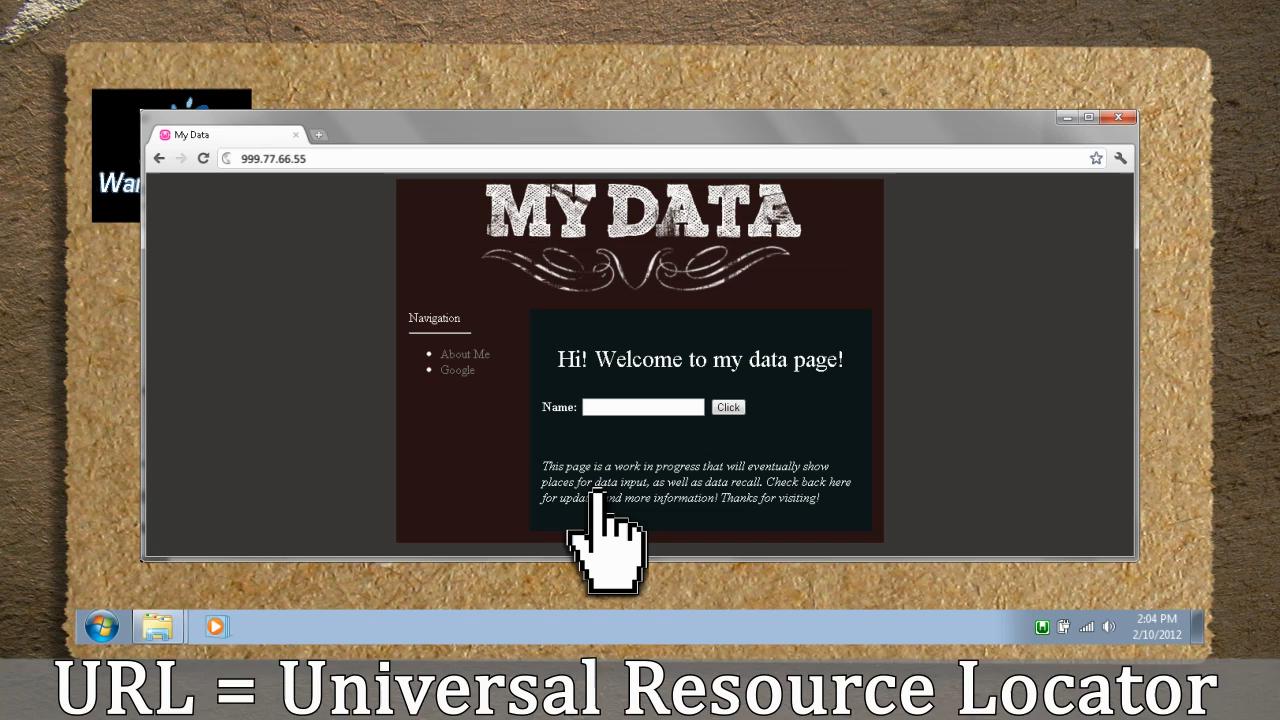 My Data
999.77.66.55
MY DATA
Navigation
About Me
Google
Hi! Welcome to my data page!
Name:
Click
This page is a work in progress that will eventually show
places for data input, as well as data recall. Check back here
for and more information! Thanks for visiting!
2:04 PM
2/10/2012
URL = Universal Resource Locator